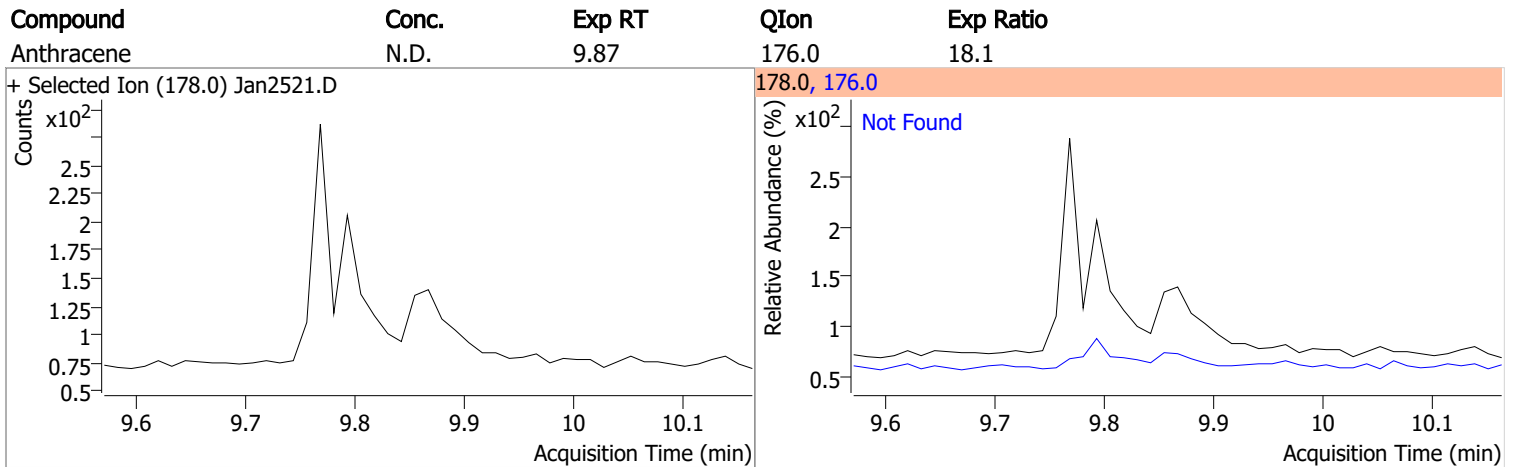 Compound Conc. Exp RT QIon Exp Ratio
Anthracene N.D. 9.87 176.0 18.1
+ Selected Ion (178.0) Jan2521.D
Counts
x10²
2.5
2.25
2
1.75
1.5
1.25
1
0.75
0.5
9.6 9.7 9.8 9.9 10 10.1
Acquisition Time (min)
178.0, 176.0
Relative Abundance (%)
x10²
Not Found
2.5
2
1.5
1
0.5
9.6 9.7 9.8 9.9 10 10.1
Acquisition Time (min)